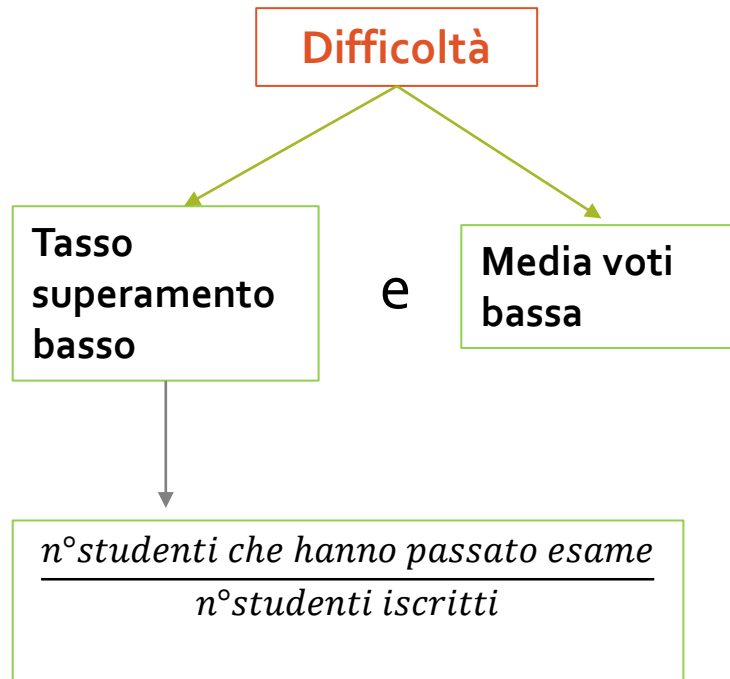 Difficoltà
Tasso
superamento
basso
e
Media voti
bassa
n°studenti che hanno passato esame
n°studenti iscritti